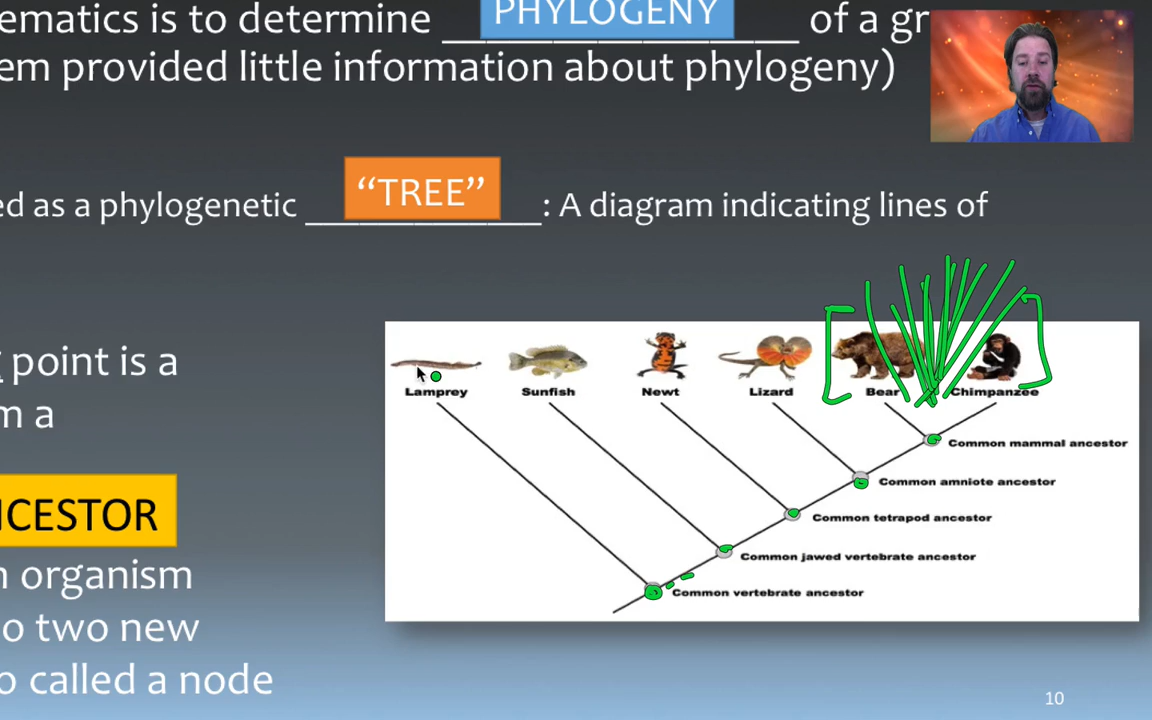 ematics is to determine PHYLOGENY of a gr
em provided little information about phylogeny)
ed as a phylogenetic “TREE” : A diagram indicating lines of
point is a
m a
CESTOR
n organism
o two new
o called a node
Lamprey Sunfish Newt Lizard Bear Chimpanzee
Common mammal ancestor
Common amniote ancestor
Common tetrapod ancestor
Common jawed vertebrate ancestor
Common vertebrate ancestor
10